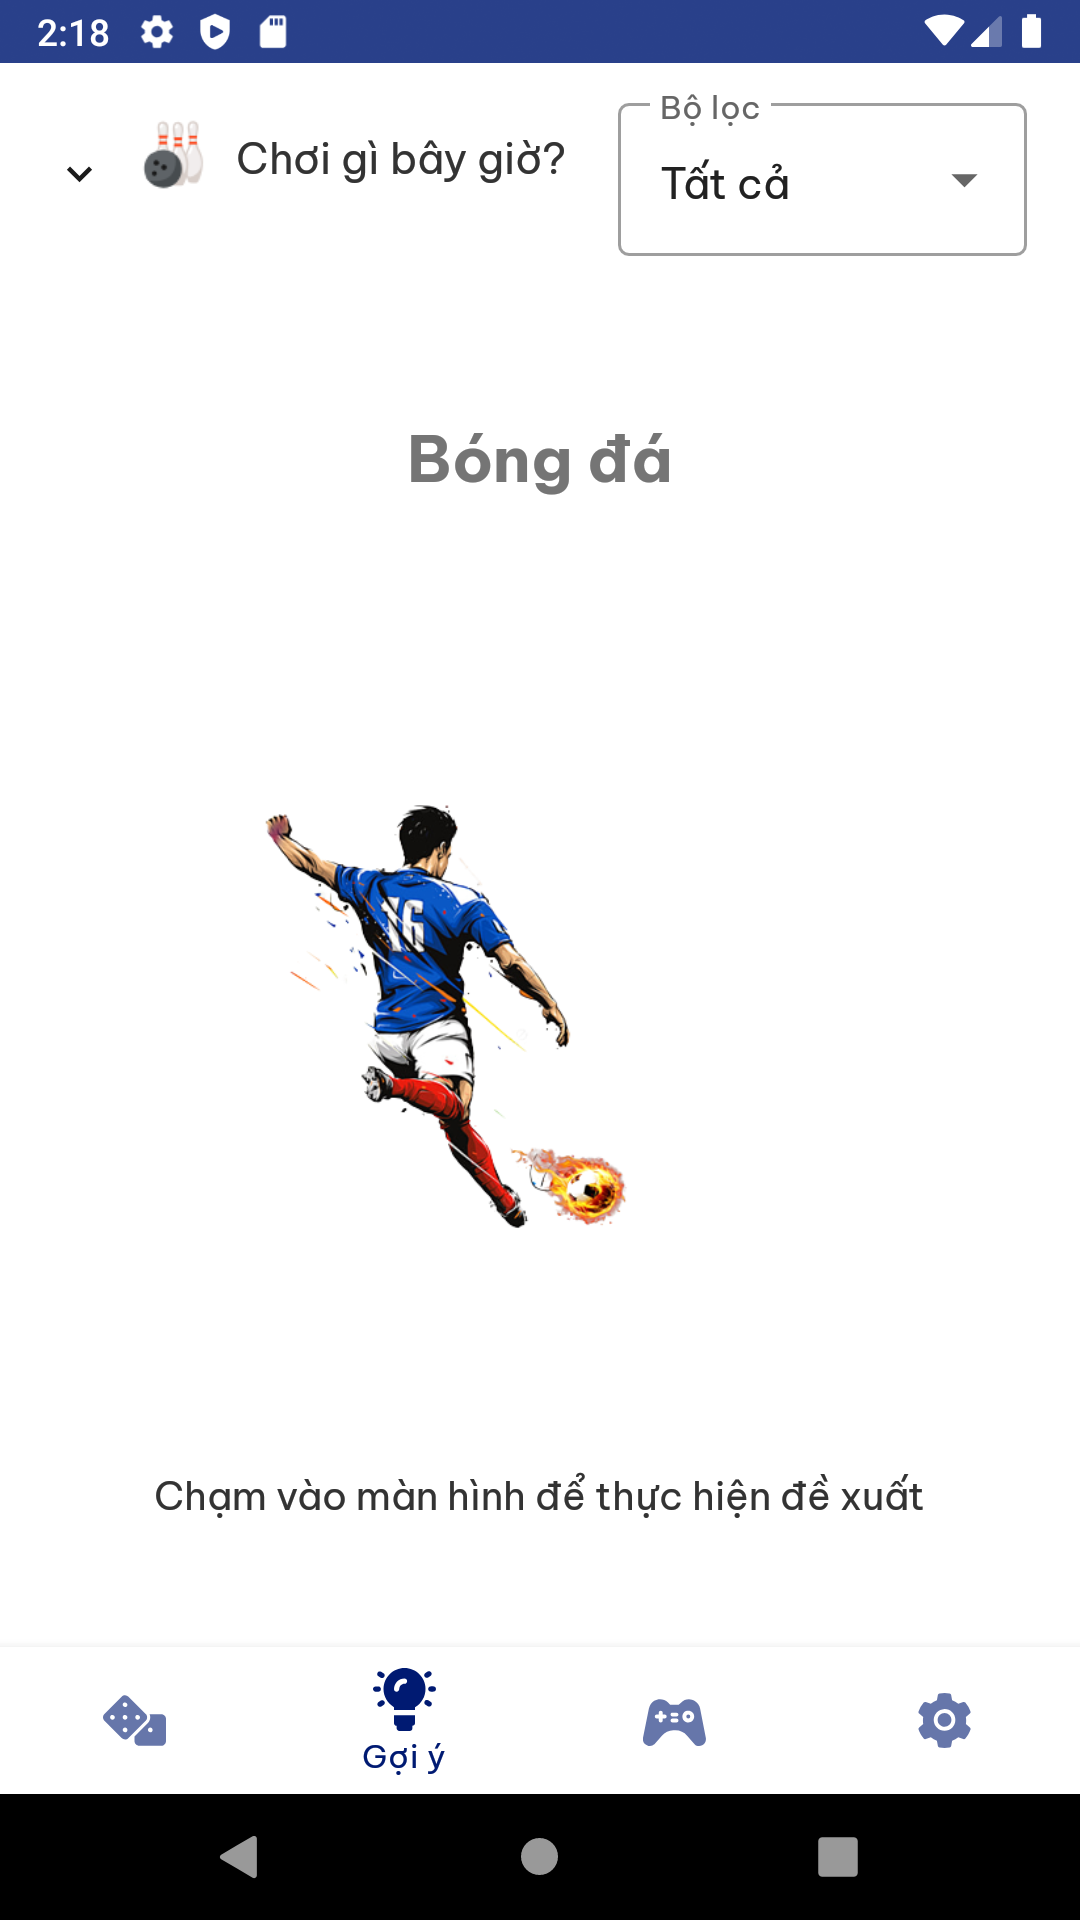 2:18
Bộ lọc
Chơi gì bây giờ?
Tất cả
Bóng đá
16
Chạm vào màn hình để thực hiện đề xuất
Gợi ý